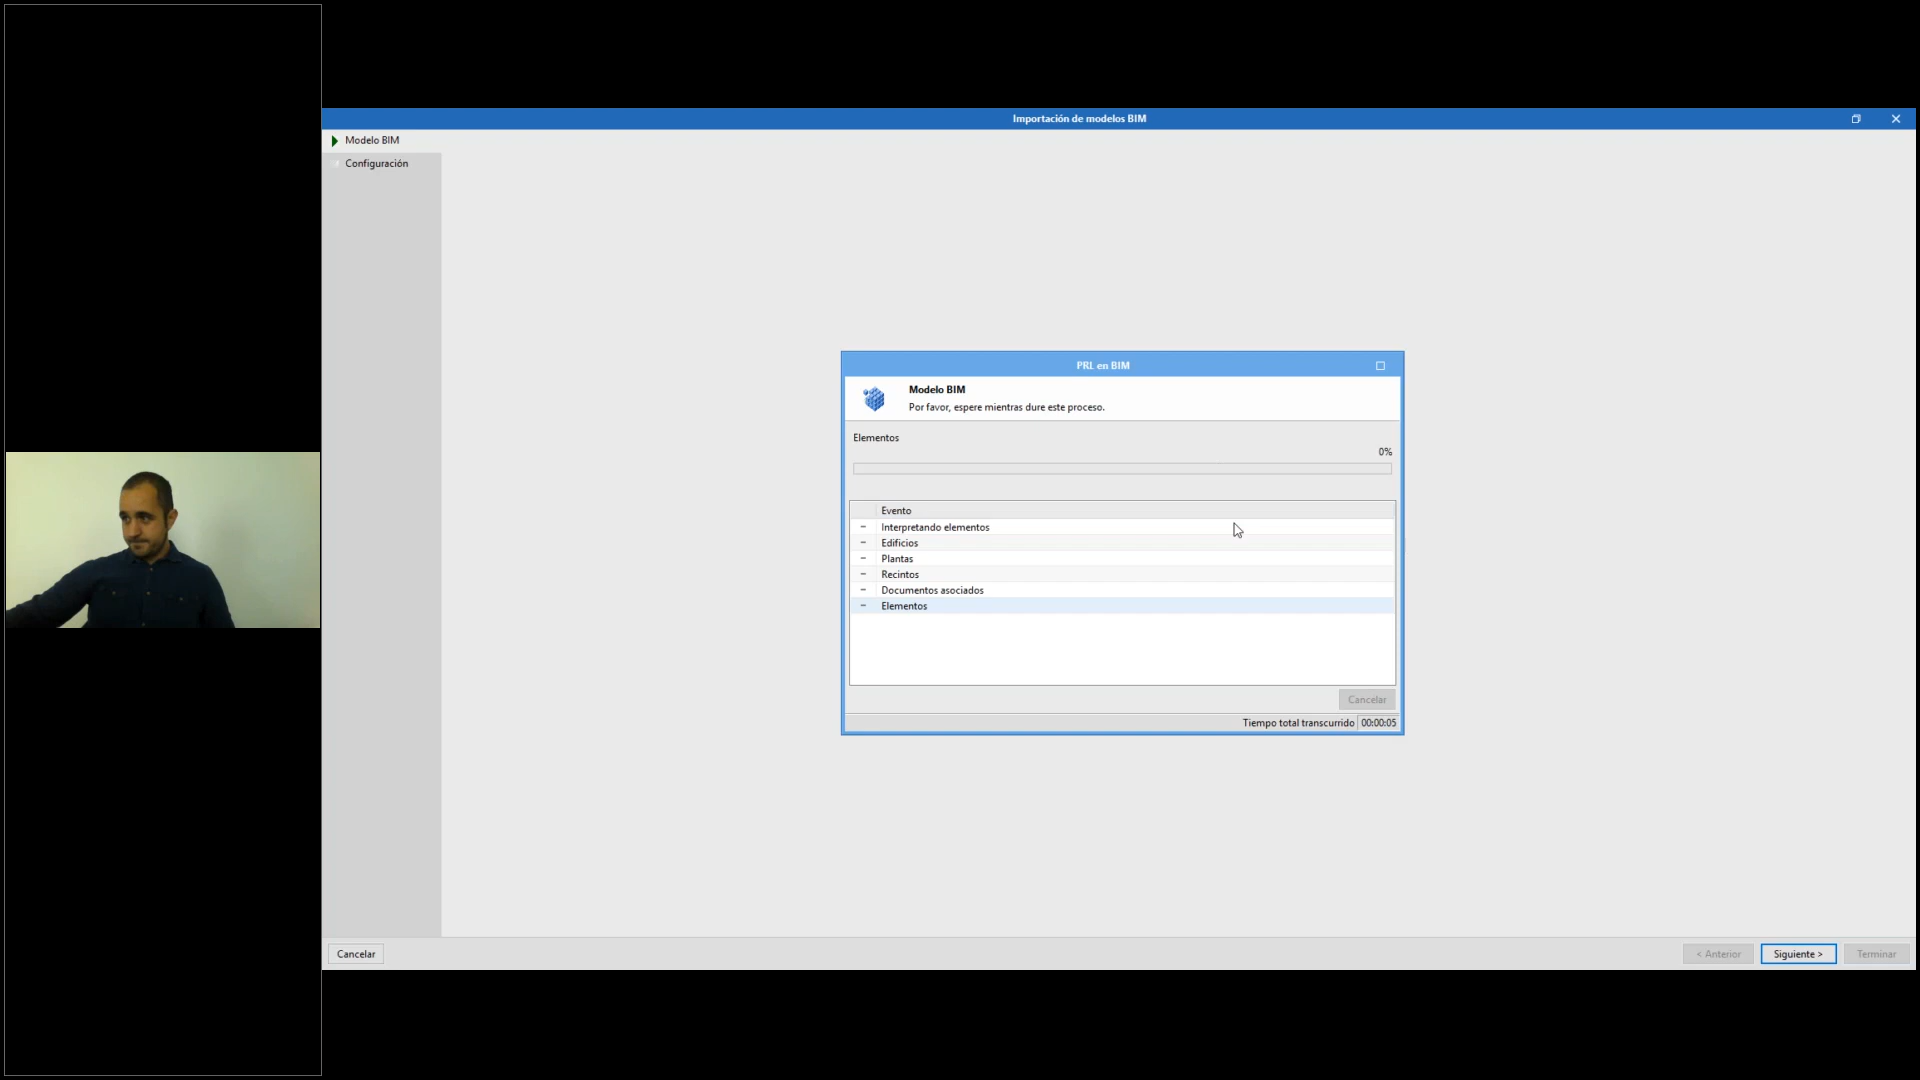 Importación de modelos BIM
Modelo BIM
Configuración
PRL en BIM
Modelo BIM
Por favor, espere mientras dure este proceso.
Elementos
0%
Evento
Interpretando elementos
Edificios
Plantas
Recintos
Documentos asociados
Elementos
Cancelar
Tiempo total transcurrido 00:00:05
Cancelar
< Anterior
Siguiente >
Terminar